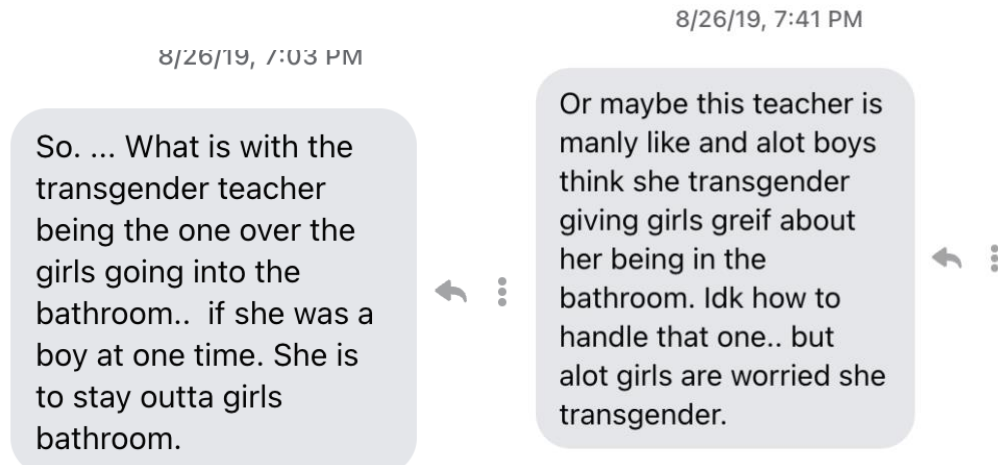 8/26/19, 7:03 PM
So. ... What is with the
transgender teacher
being the one over the
girls going into the
bathroom..  if she was a
boy at one time. She is
to stay outta girls
bathroom.
8/26/19, 7:41 PM
Or maybe this teacher is
manly like and alot boys
think she transgender
giving girls greif about
her being in the
bathroom. Idk how to
handle that one.. but
alot girls are worried she
transgender.